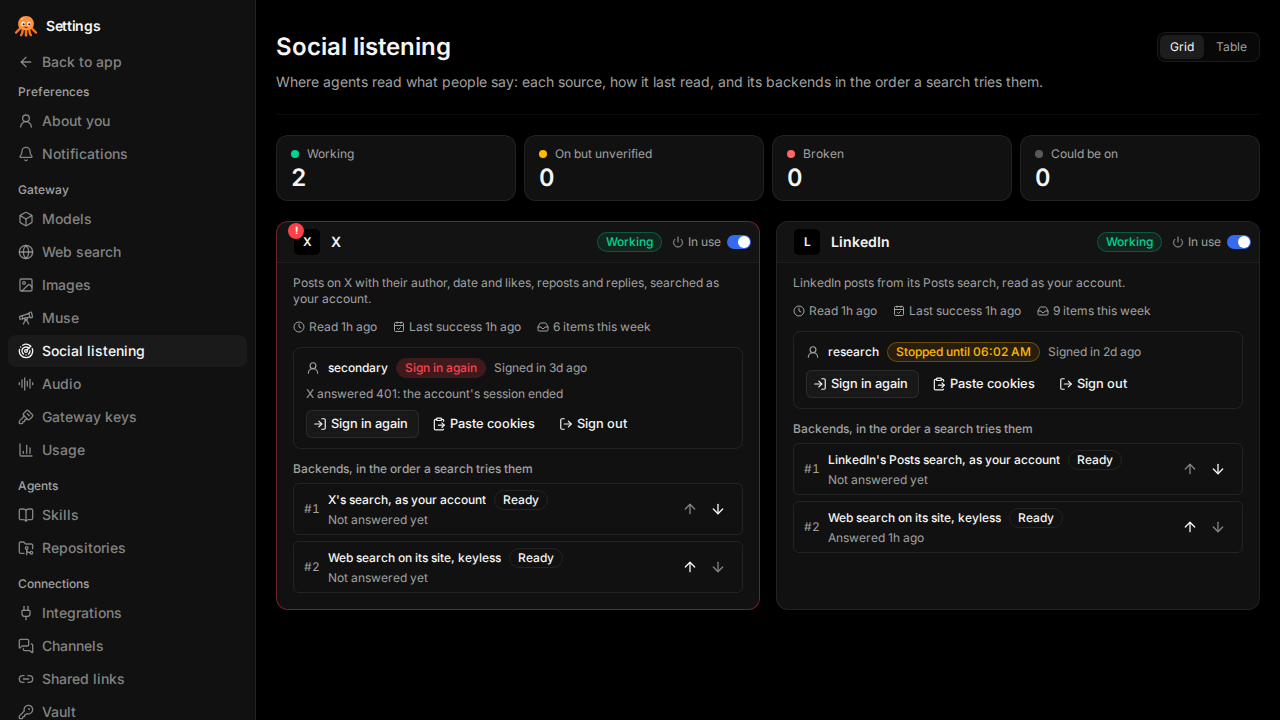 Settings
Back to app
Preferences
About you
Notifications
Gateway
Models
Web search
Images
Muse
Social listening
Audio
Gateway keys
Usage
Agents
Skills
Repositories
Connections
Integrations
Channels
Shared links
Vault
Social listening
Grid
Table
Where agents read what people say: each source, how it last read, and its backends in the order a search tries them.
Working
2
On but unverified
0
Broken
0
Could be on
0
!
X
X
Working
In use
Posts on X with their author, date and likes, reposts and replies, searched as
your account.
Read 1h ago
Last success 1h ago
6 items this week
secondary
Sign in again
Signed in 3d ago
X answered 401: the account's session ended
Sign in again
Paste cookies
Sign out
Backends, in the order a search tries them
#1
X's search, as your account
Ready
Not answered yet
#2
Web search on its site, keyless
Ready
Not answered yet
L
LinkedIn
Working
In use
LinkedIn posts from its Posts search, read as your account.
Read 1h ago
Last success 1h ago
9 items this week
research
Stopped until 06:02 AM
Signed in 2d ago
Sign in again
Paste cookies
Sign out
Backends, in the order a search tries them
#1
LinkedIn's Posts search, as your account
Ready
Not answered yet
#2
Web search on its site, keyless
Ready
Answered 1h ago